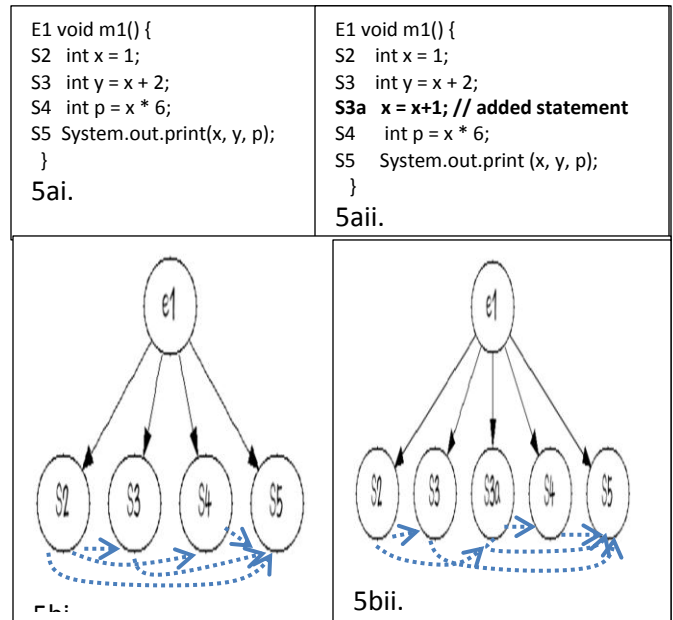 E1 void m1() {
S2 int x = 1;
S3 int y = x + 2;
S4 int p = x * 6;
S5 System.out.print(x, y, p);
}
5ai.
E1 void m1() {
S2 int x = 1;
S3 int y = x + 2;
S3a x = x+1; // added statement
S4 int p = x * 6;
S5 System.out.print (x, y, p);
}
5aii.
e1
S2 S3 S4 S5
e1
S2 S3 S3a S4 S5
5bii.